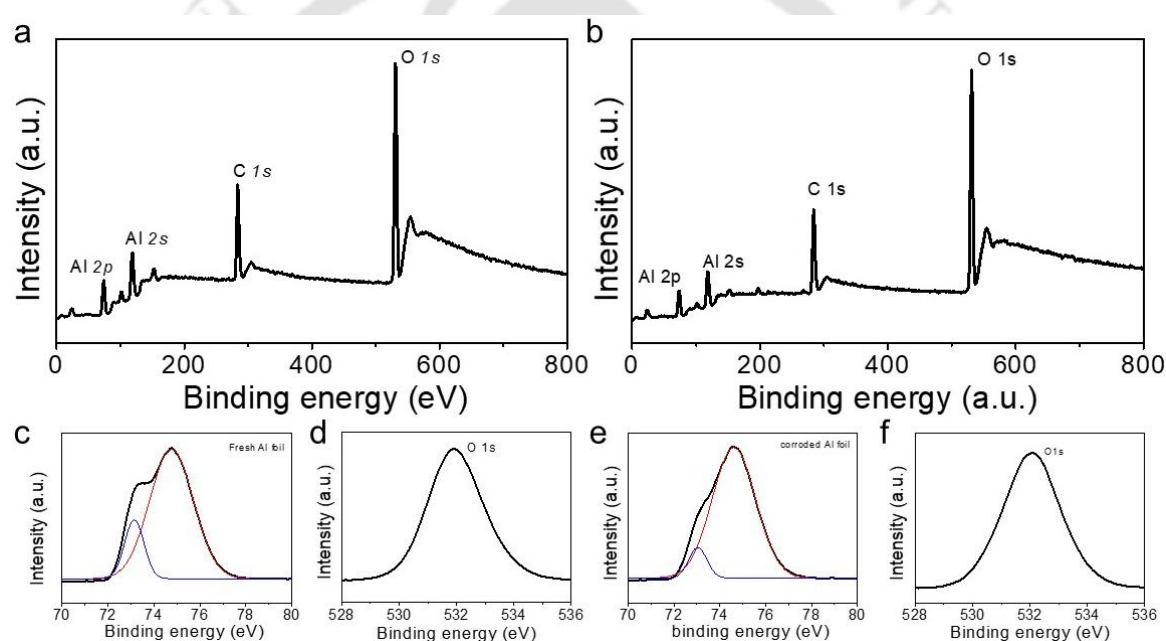 a
b
O 1s
O 1s
C 1s
C 1s
Al 2s
Al 2p
Al 2s
Al 2p
Intensity (a.u.)
Intensity (a.u.)
0 200 400 600 800
0 200 400 600 800
Binding energy (eV)
Binding energy (a.u.)
c
d
e
f
Fresh Al foil
O 1s
corroded Al foil
O1s
Intensity (a.u.)
Intensity (a.u.)
Intensity (a.u.)
Intensity (a.u.)
70 72 74 76 78 80
528 530 532 534 536
70 72 74 76 78 80
528 530 532 534 536
Binding energy (eV)
Binding energy (eV)
binding energy (eV)
Binding energy (eV)